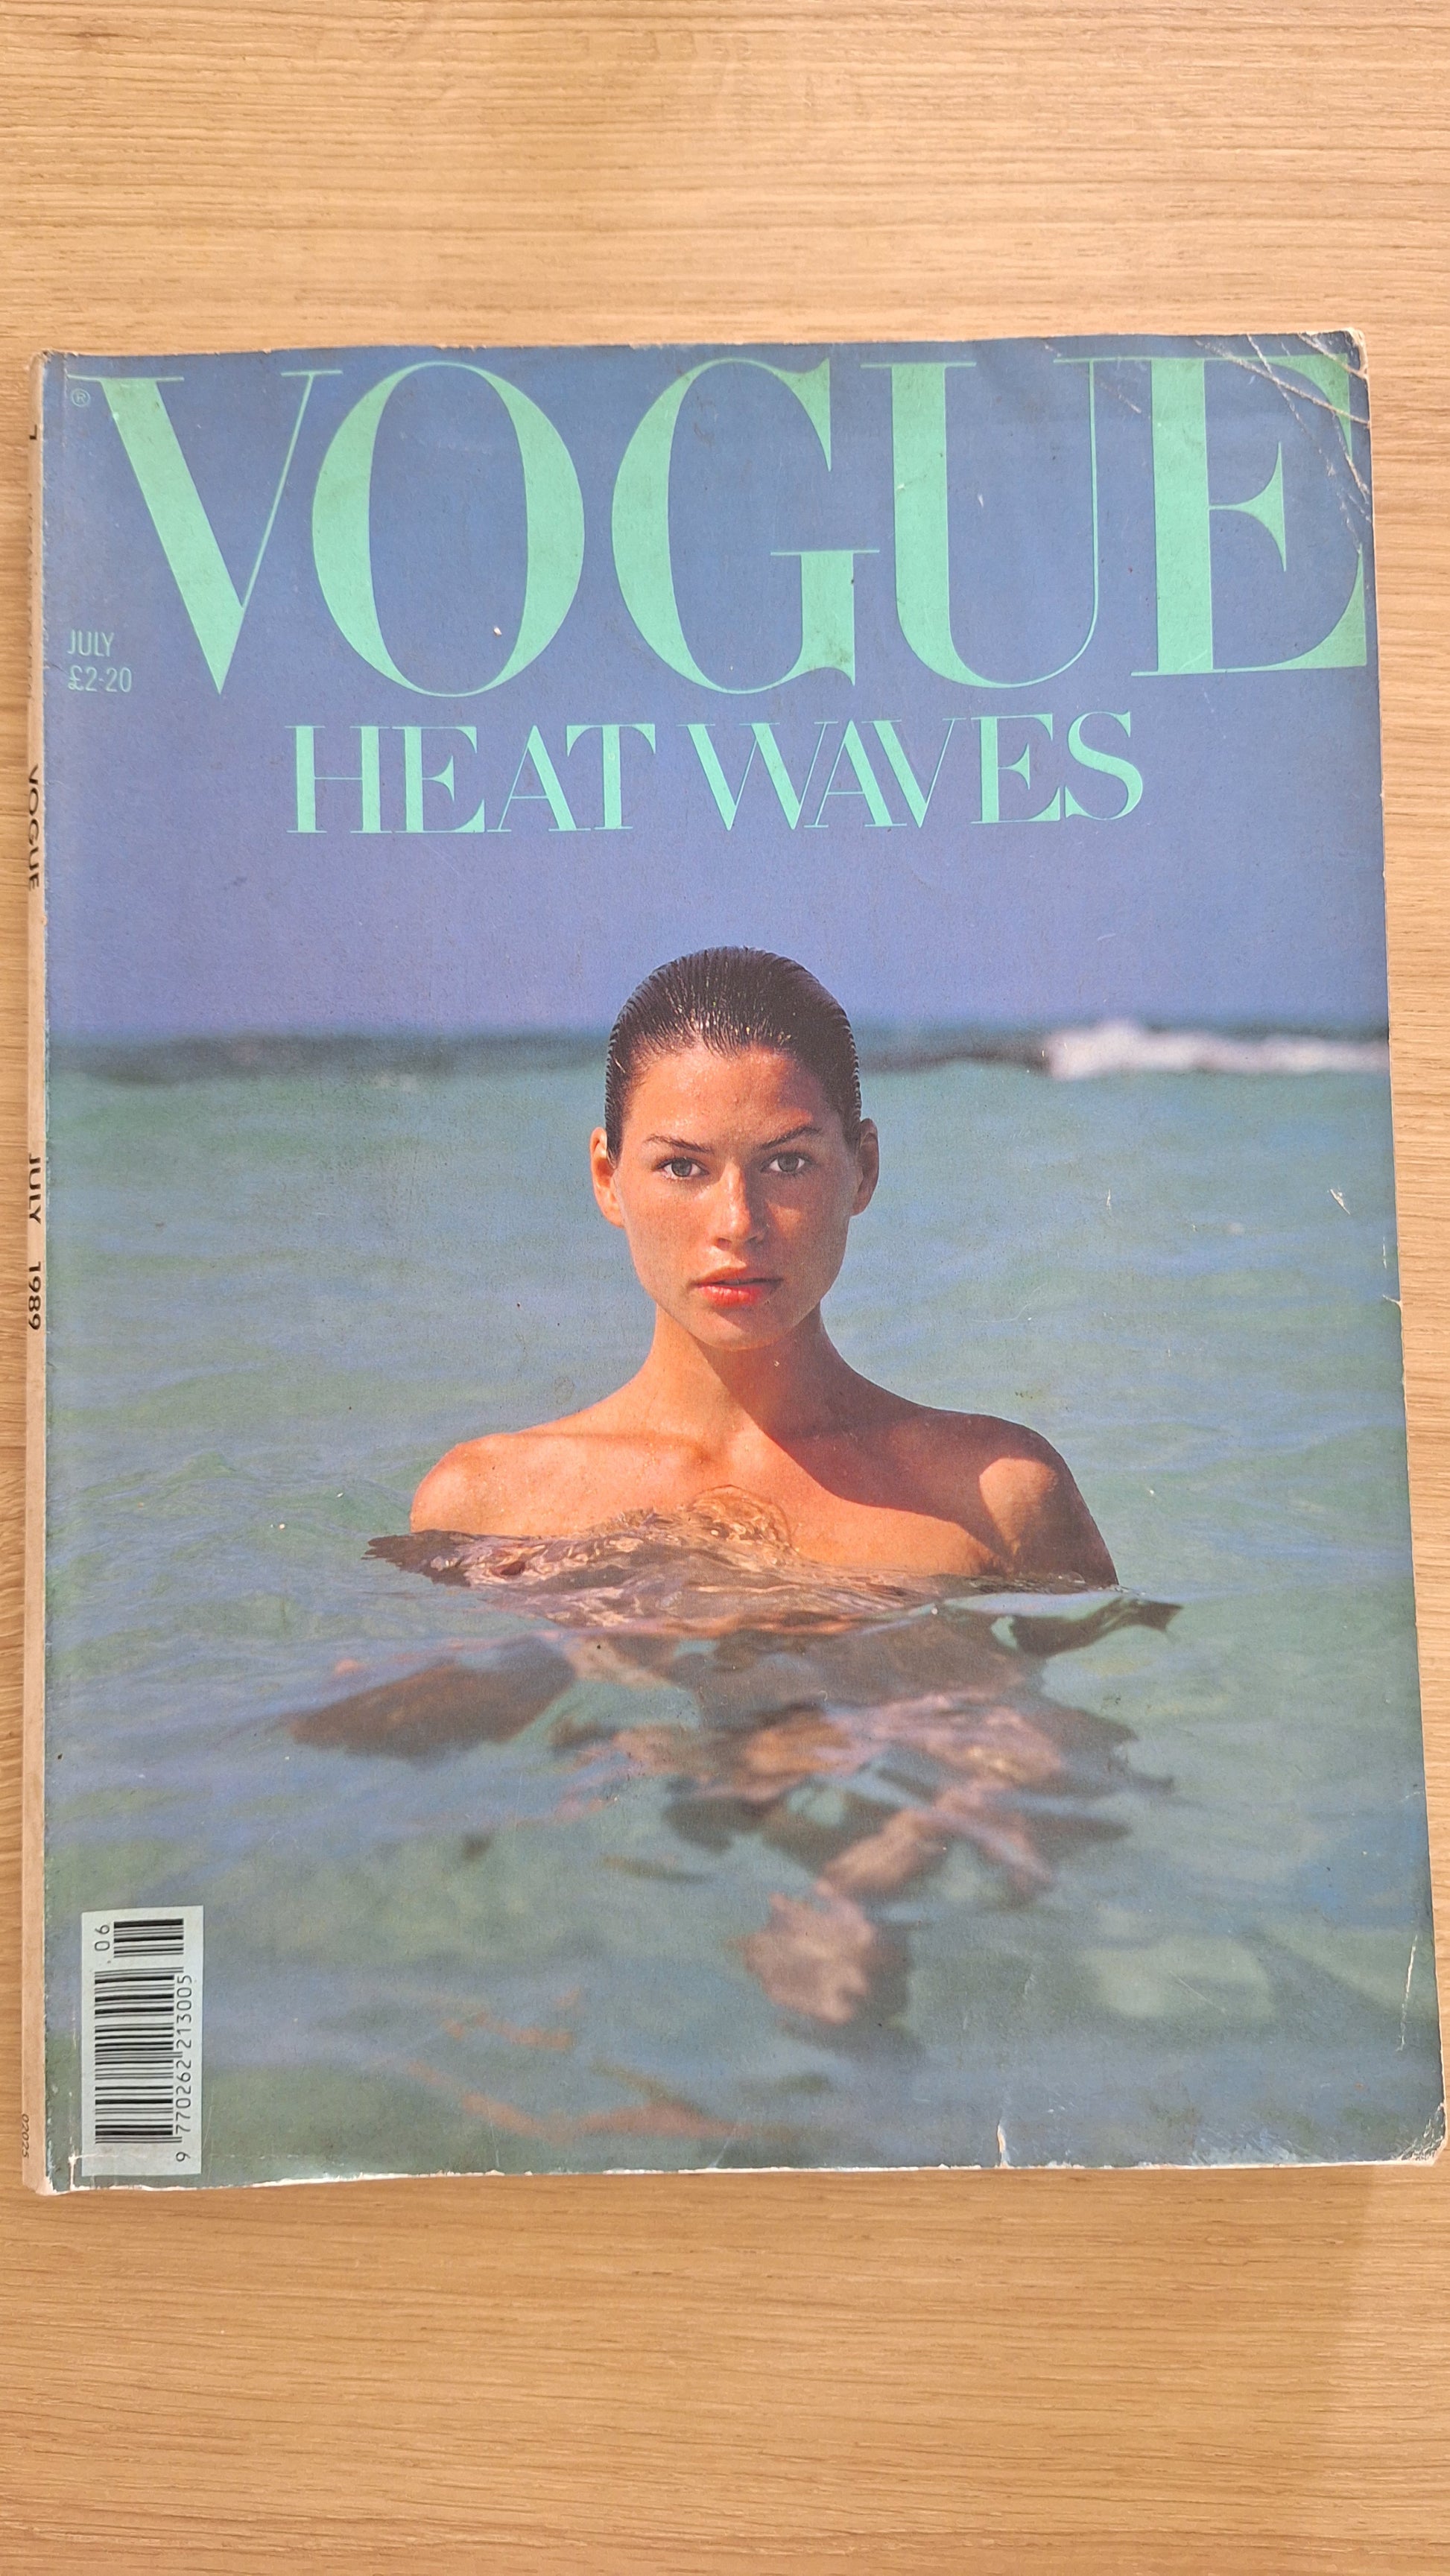 VOGUE
®
JULY
£2·20
HEAT WAVES
VOGUE JULY 1989
06
9 770262 213005